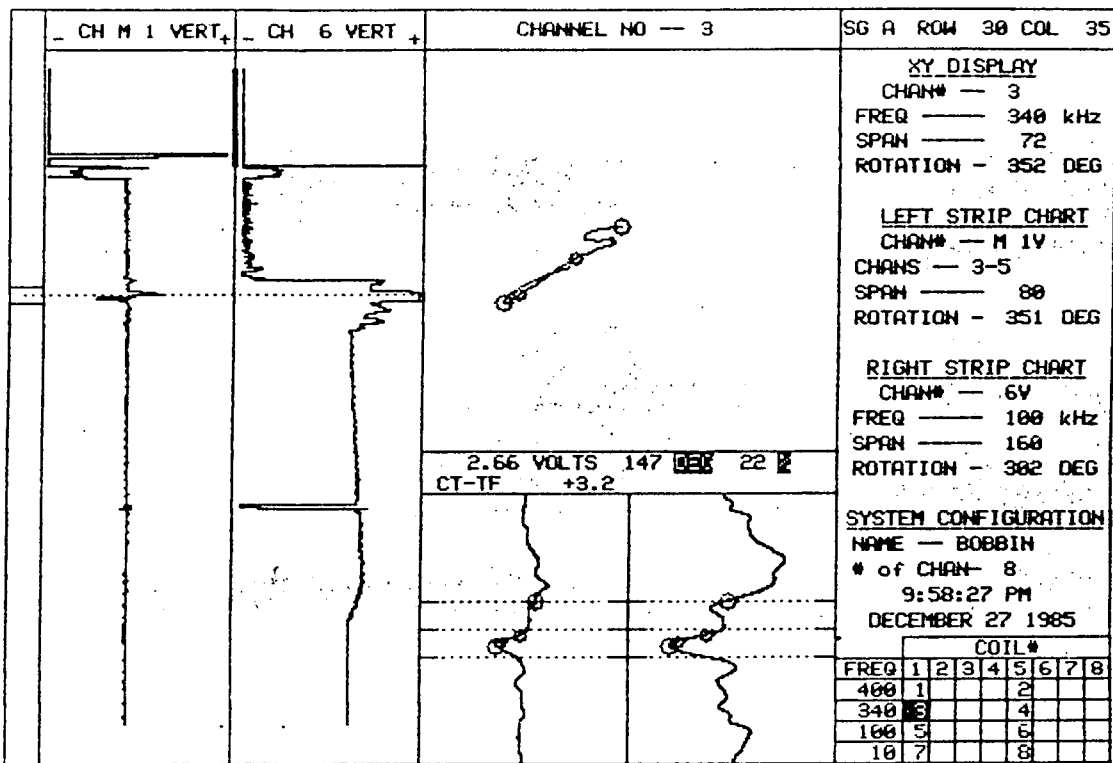 _ CH M 1 VERT + _ CH 6 VERT + CHANNEL NO -- 3 SG A ROW 30 COL 35
XY DISPLAY
CHAN# -- 3
FREQ ---- 340 kHz
SPAN ---- 72
ROTATION - 352 DEG
LEFT STRIP CHART
CHAN# -- M 1V
CHANS -- 3-5
SPAN ---- 80
ROTATION - 351 DEG
RIGHT STRIP CHART
CHAN# -- 6V
FREQ ---- 100 kHz
SPAN ---- 160
ROTATION - 302 DEG
2.66 VOLTS 147 DEG 22 %
CT-TF +3.2
SYSTEM CONFIGURATION
NAME -- BOBBIN
# of CHAN- 8
9:58:27 PM
DECEMBER 27 1985
COIL#
FREQ 1 2 3 4 5 6 7 8
400 1 2
340 3 4
100 5 6
10 7 8